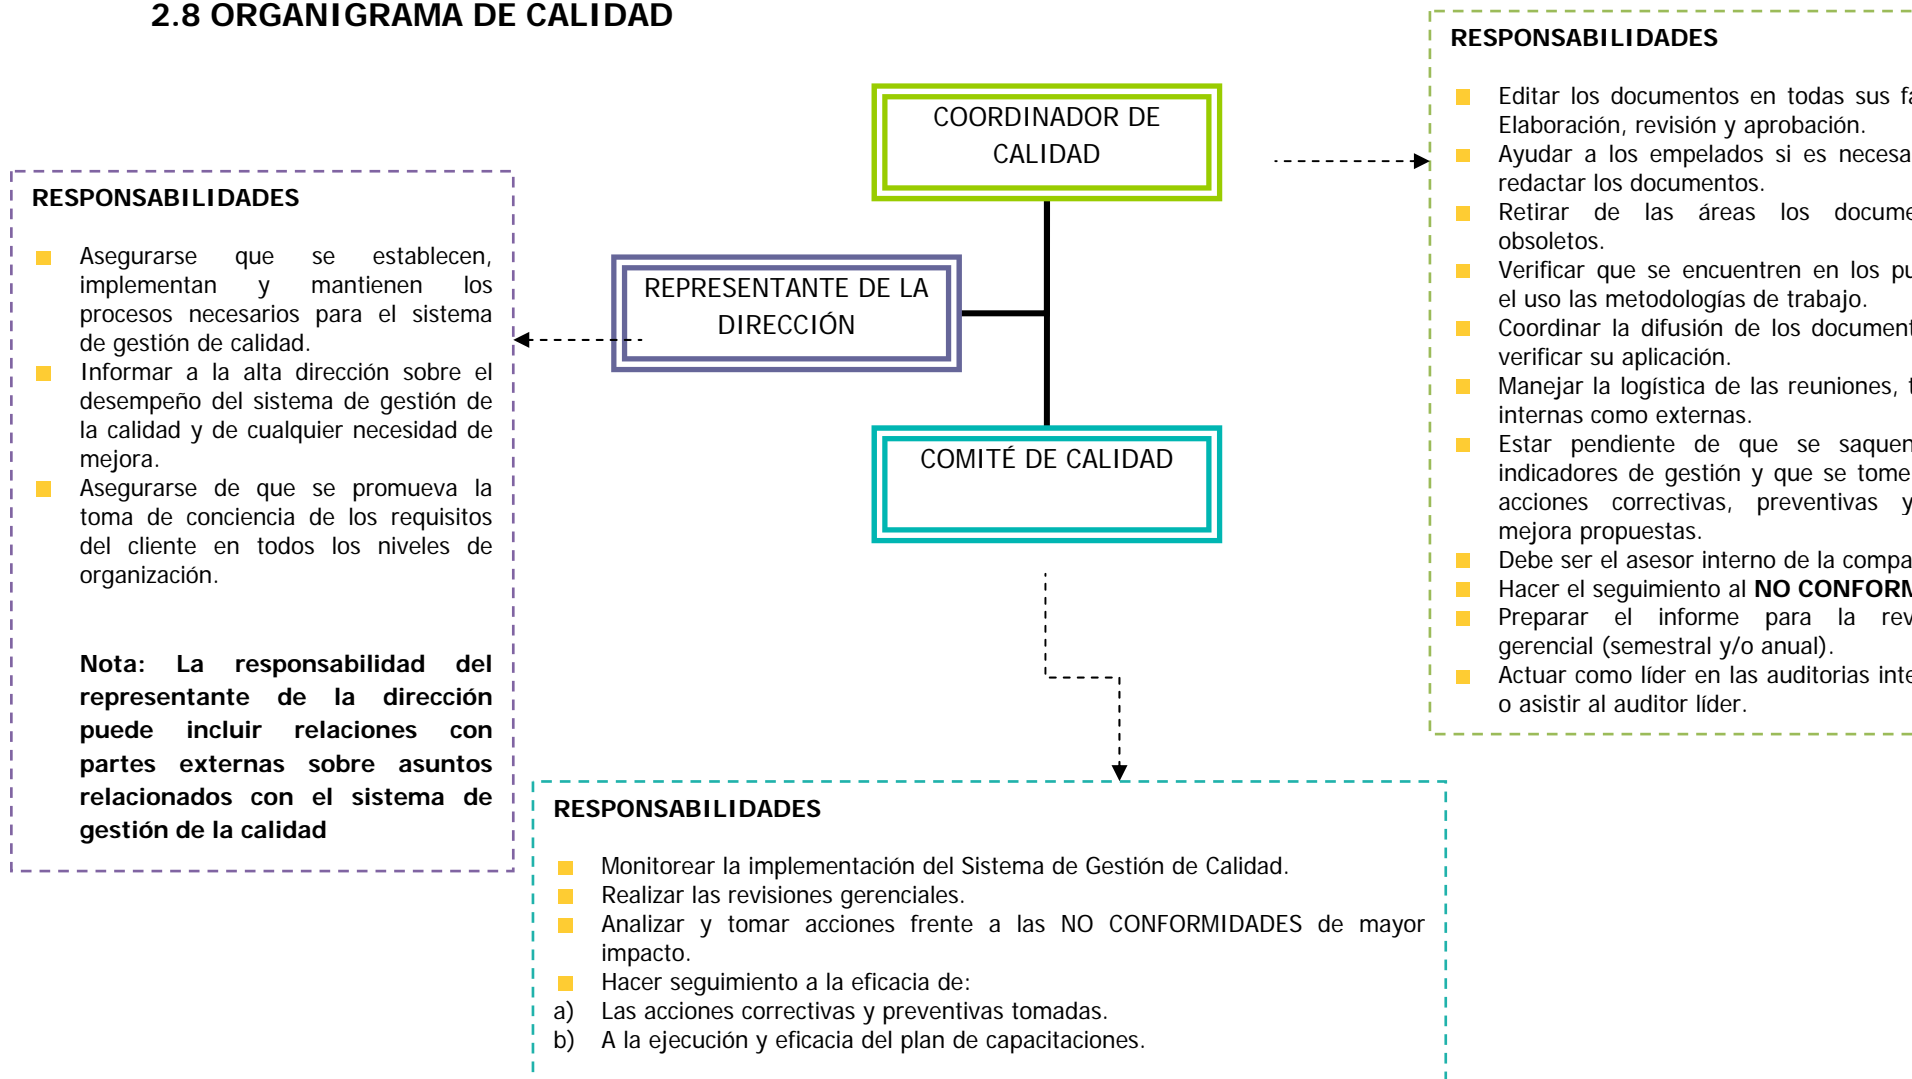 2.8 ORGANIGRAMA DE CALIDAD
COORDINADOR DE
CALIDAD
REPRESENTANTE DE LA
DIRECCIÓN
COMITÉ DE CALIDAD
RESPONSABILIDADES
Asegurarse que se establecen,
implementan y mantienen los
procesos necesarios para el sistema
de gestión de calidad.
Informar a la alta dirección sobre el
desempeño del sistema de gestión de
la calidad y de cualquier necesidad de
mejora.
Asegurarse de que se promueva la
toma de conciencia de los requisitos
del cliente en todos los niveles de
organización.
Nota: La responsabilidad del
representante de la dirección
puede incluir relaciones con
partes externas sobre asuntos
relacionados con el sistema de
gestión de la calidad
RESPONSABILIDADES
Editar los documentos en todas sus
Elaboración, revisión y aprobación.
Ayudar a los empelados si es
redactar los documentos.
Retirar de las áreas los
obsoletos.
Verificar que se encuentren en los
el uso las metodologías de trabajo.
Coordinar la difusión de los
verificar su aplicación.
Manejar la logística de las reuniones,
internas como externas.
Estar pendiente de que se
indicadores de gestión y que se
acciones correctivas, preventivas y
mejora propuestas.
Debe ser el asesor interno de la
Hacer el seguimiento al NO
Preparar el informe para la
gerencial (semestral y/o anual).
Actuar como líder en las auditorias
o asistir al auditor líder.
RESPONSABILIDADES
Monitorear la implementación del Sistema de Gestión de Calidad.
Realizar las revisiones gerenciales.
Analizar y tomar acciones frente a las NO CONFORMIDADES de mayor
impacto.
Hacer seguimiento a la eficacia de:
a) Las acciones correctivas y preventivas tomadas.
b) A la ejecución y eficacia del plan de capacitaciones.